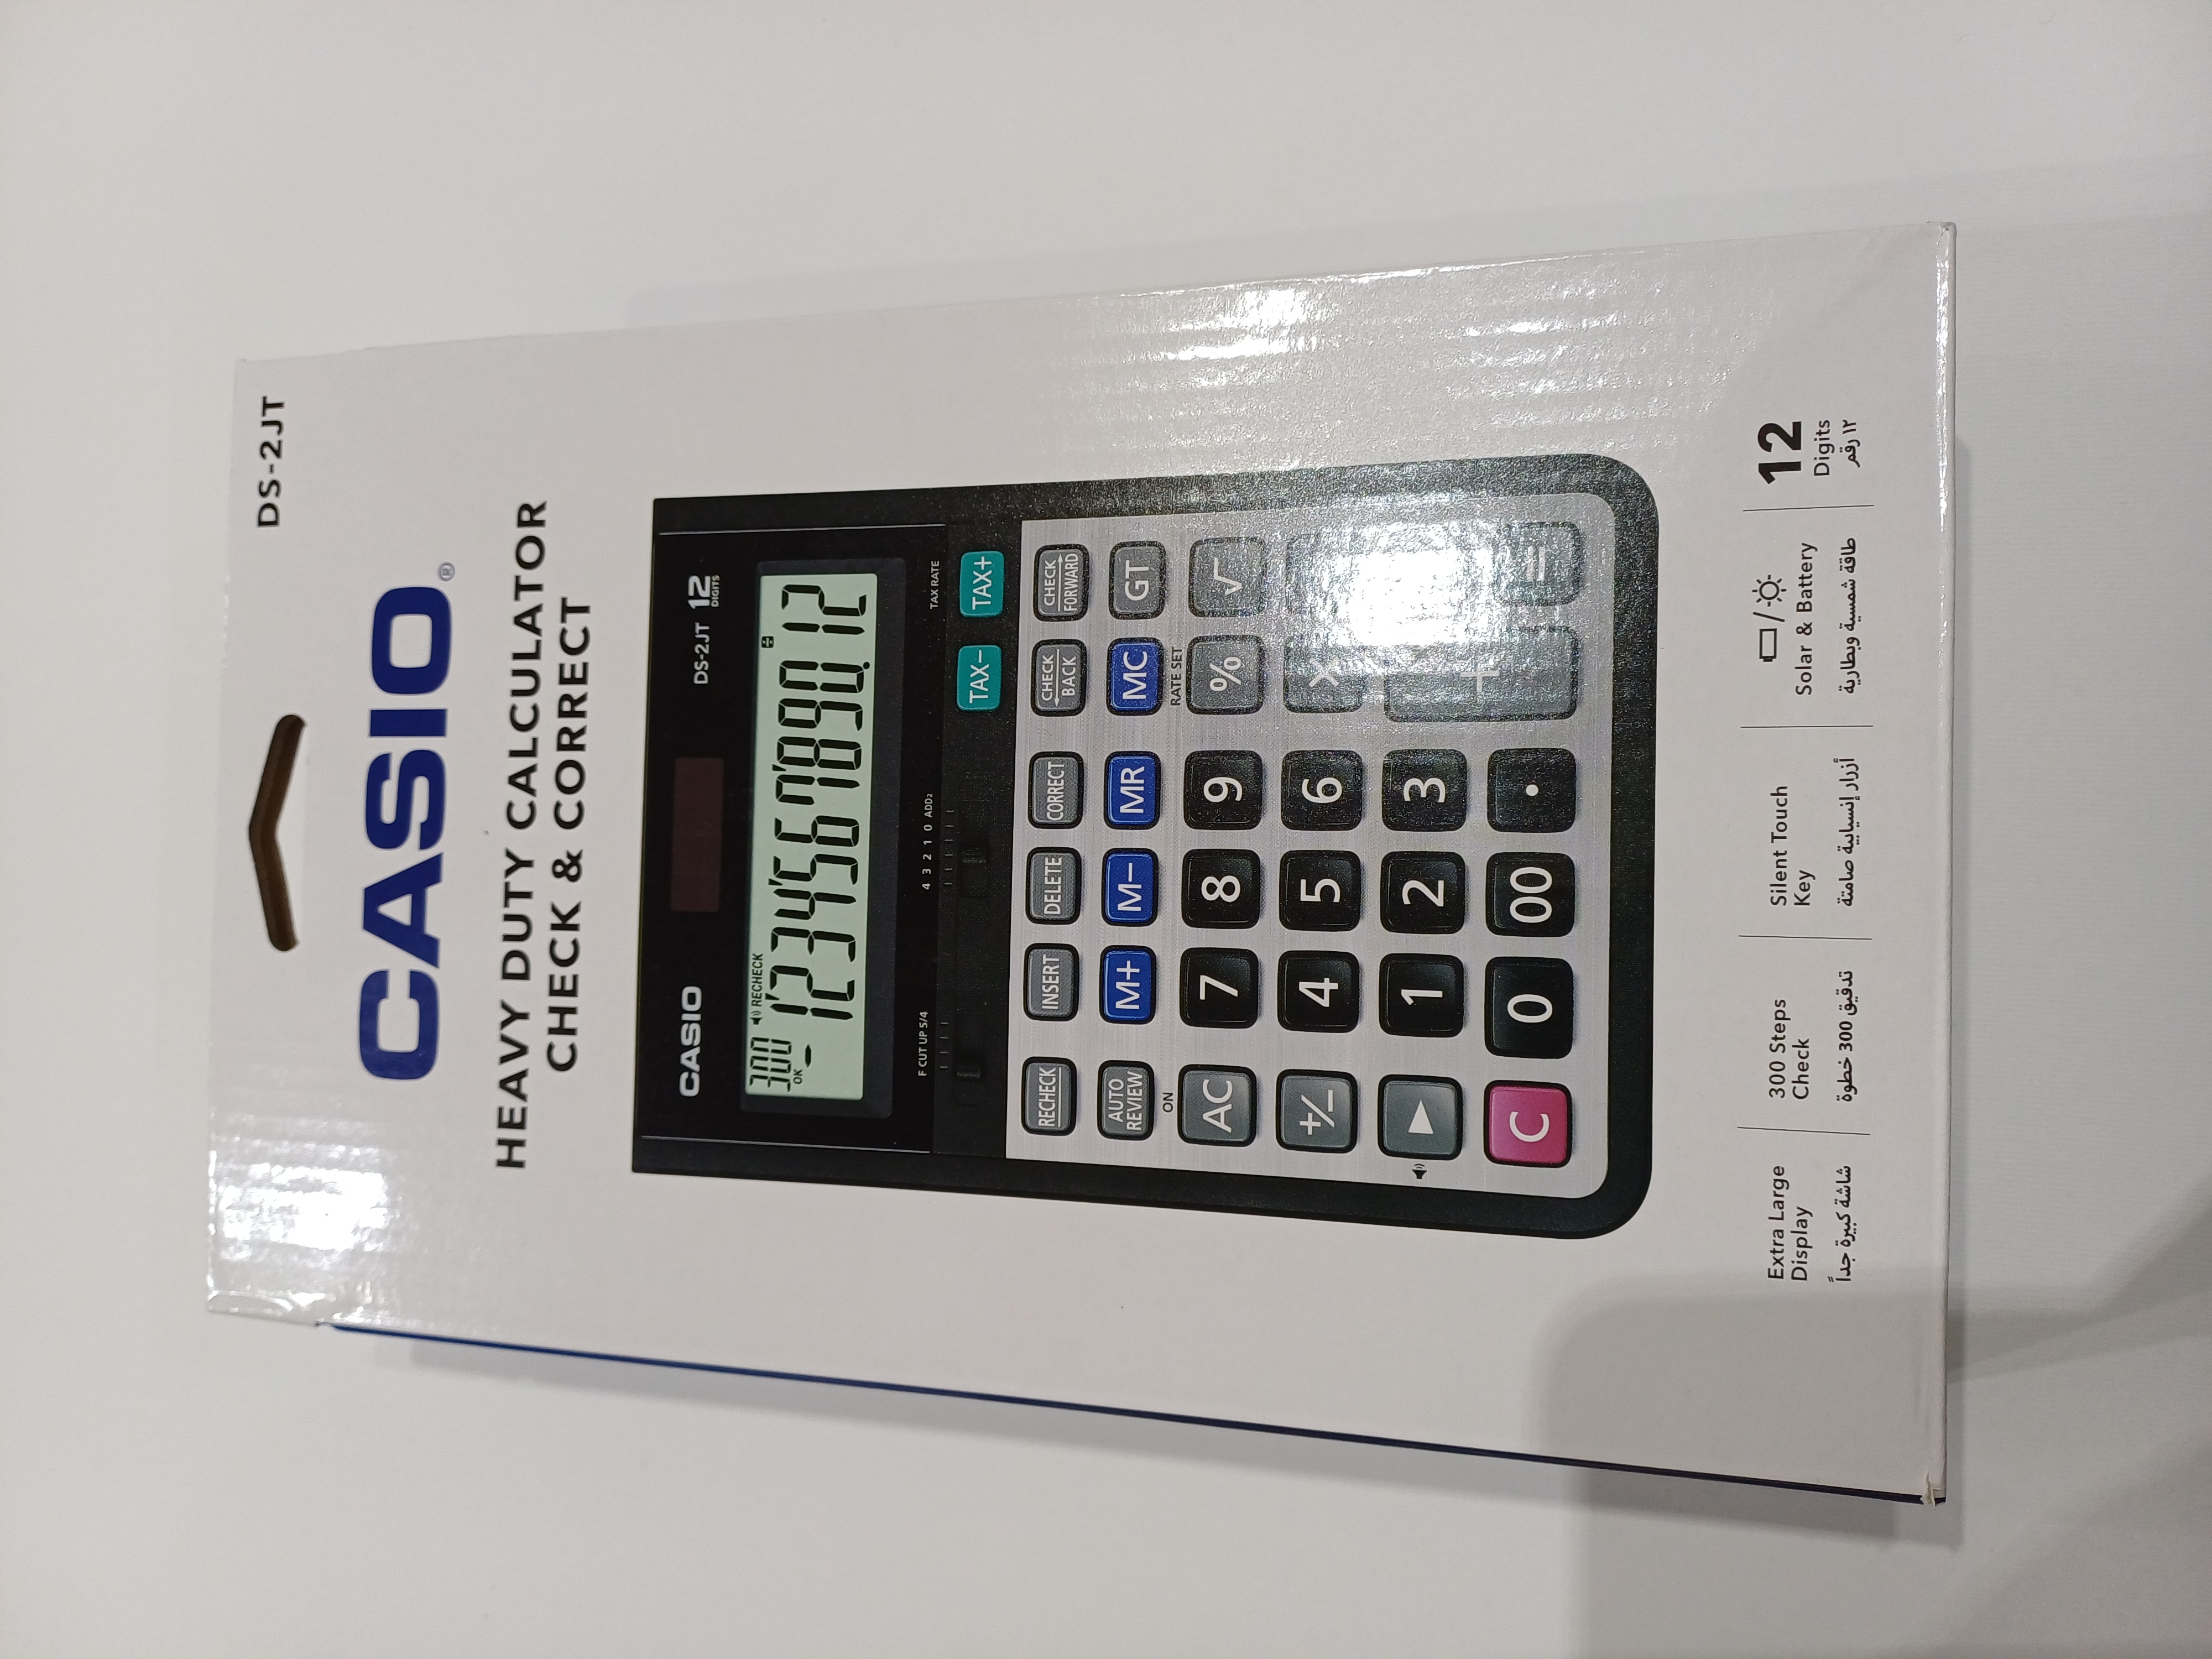 DS-2JT
CASIO®
HEAVY DUTY CALCULATOR
CHECK & CORRECT
CASIO
DS-2JT 12
DIGITS
300 RECHECK
OK
123'456'789'012
F CUT UP 5/4
4 3 2 1 0 ADD₂
TAX RATE
TAX− TAX+
RECHECK INSERT DELETE CORRECT CHECK BACK CHECK FORWARD
AUTO REVIEW M+ M− MR MC GT
ON
RATE SET
AC 7 8 9 % √
+/− 4 5 6 ×
▶ 1 2 3 +
C 0 00 · =
Extra Large
Display
شاشة كبيرة جداً
300 Steps
Check
تدقيق 300 خطوة
Silent Touch
Key
أزرار إنسيابية صامتة
Solar & Battery
طاقة شمسية وبطارية
12
Digits
١٢ رقم